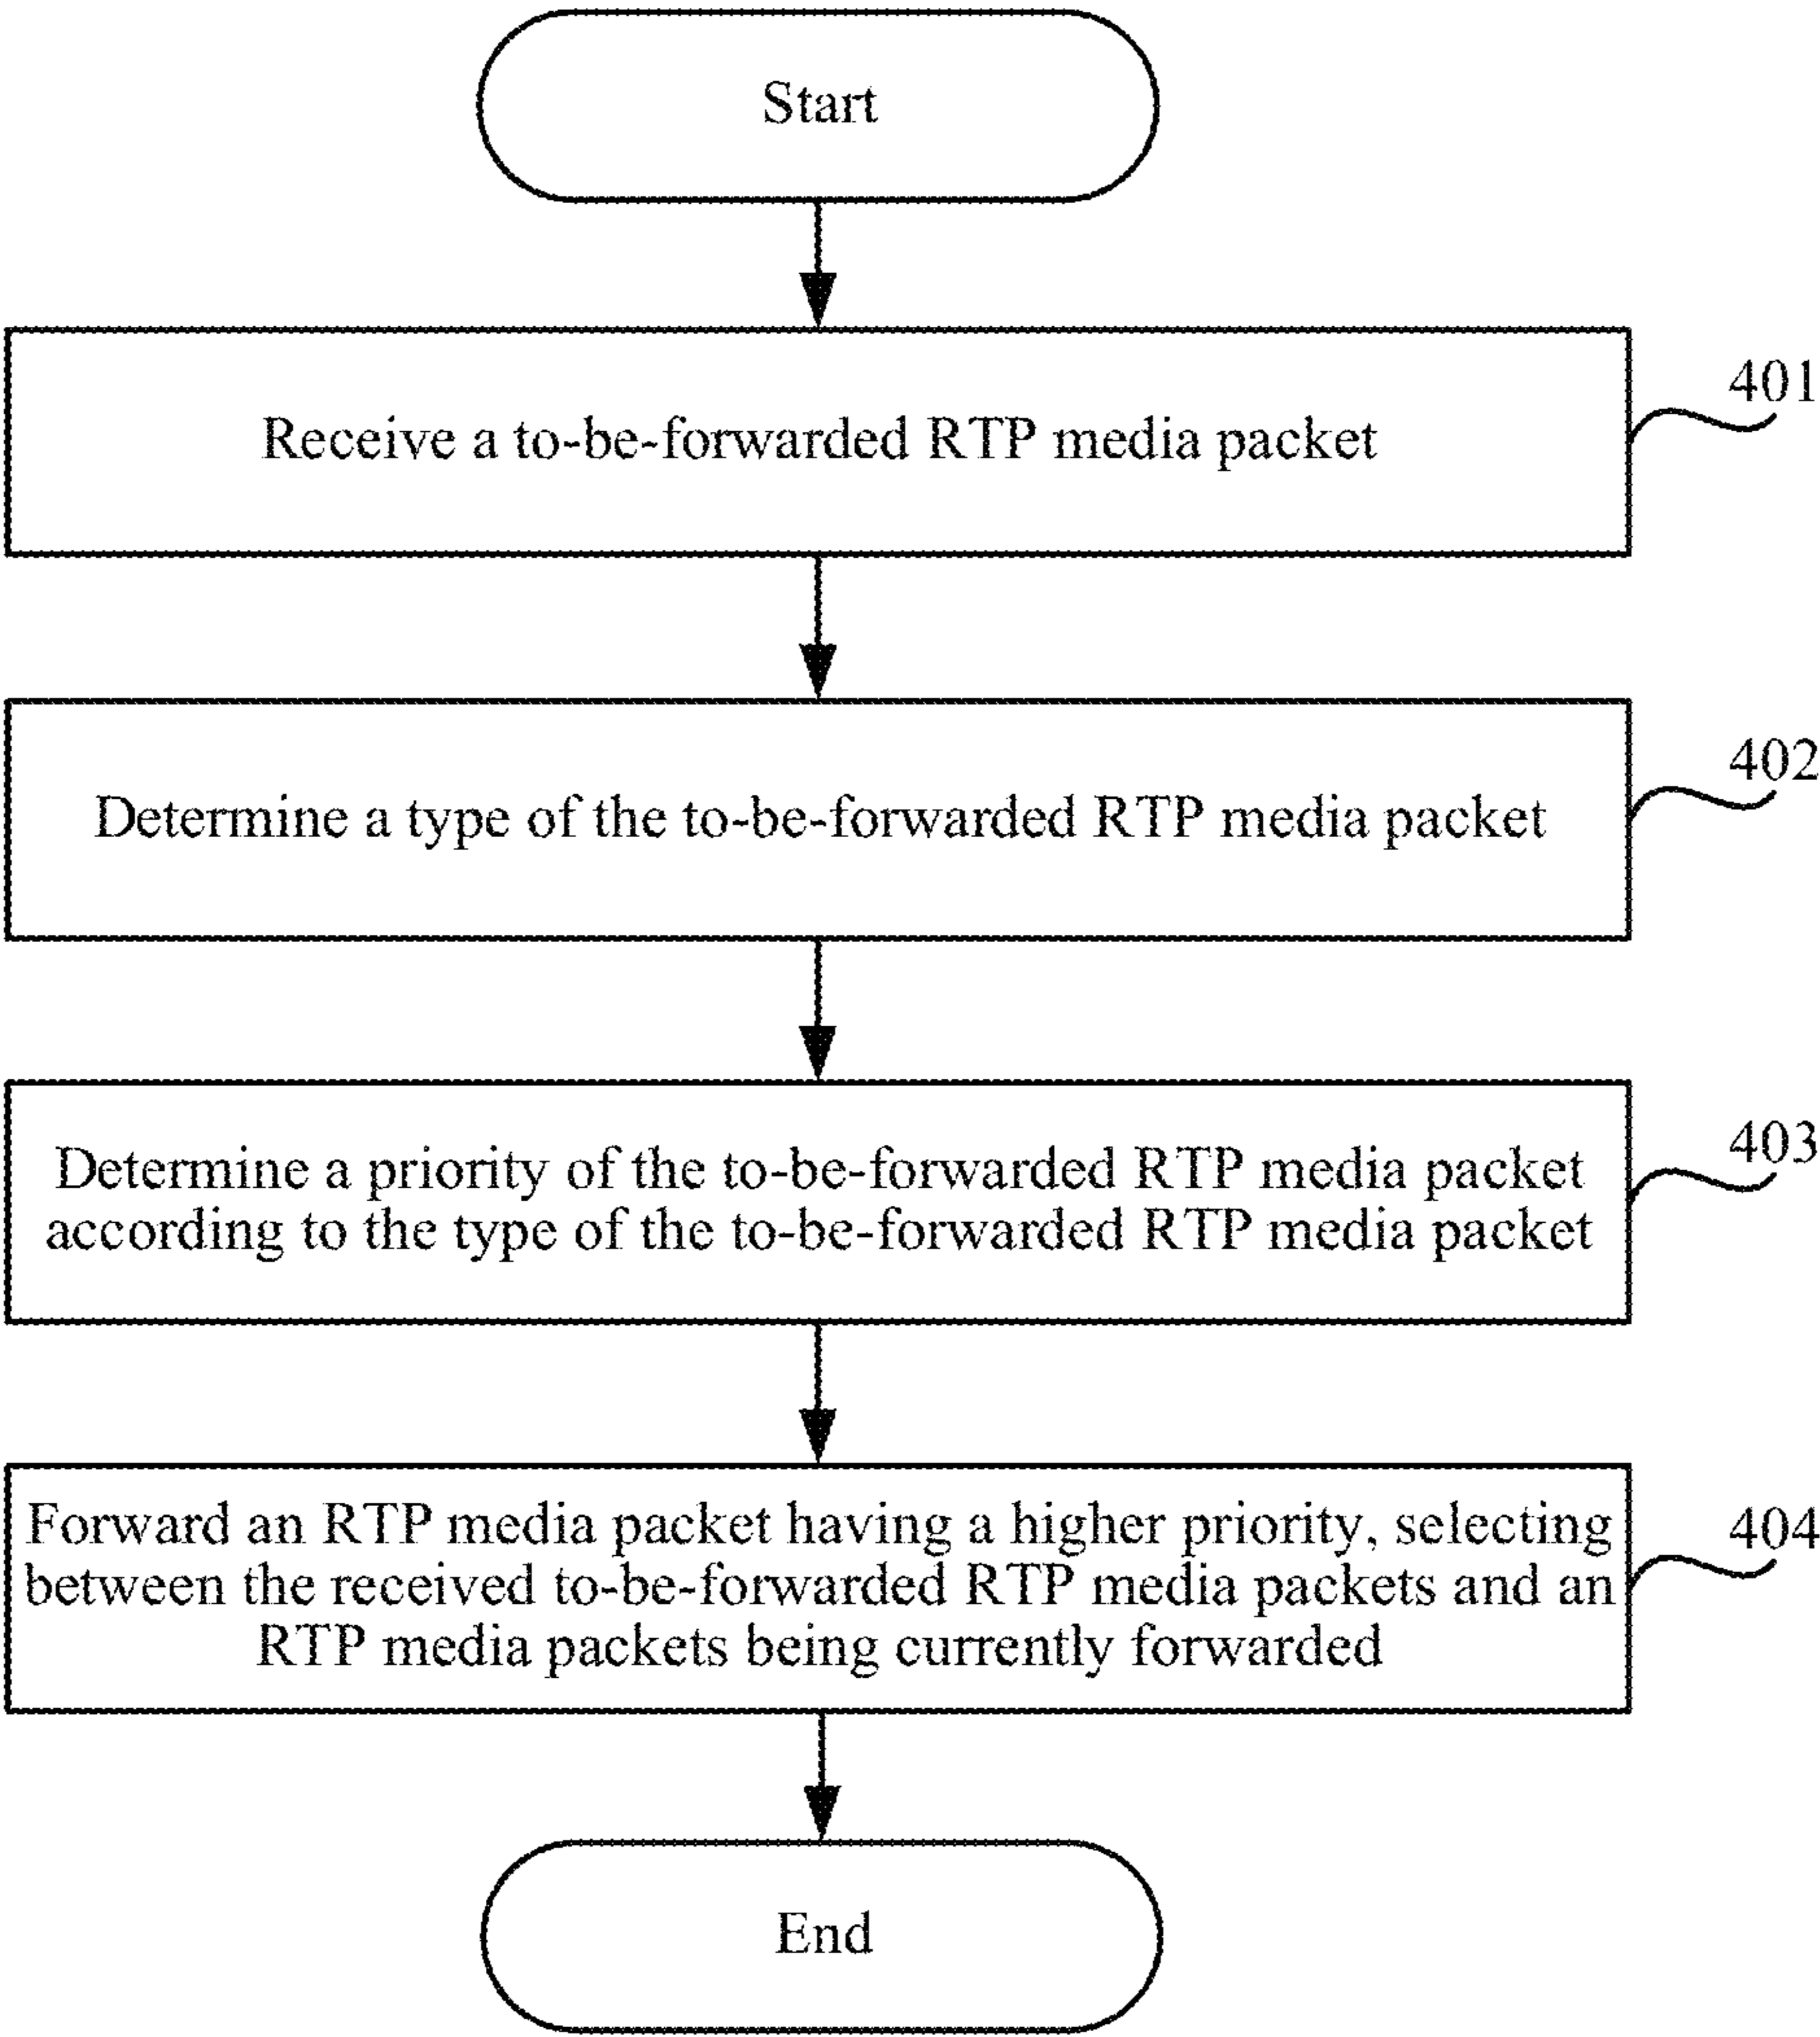 Start
Receive a to-be-forwarded RTP media packet
401
Determine a type of the to-be-forwarded RTP media packet
402
Determine a priority of the to-be-forwarded RTP media packet
according to the type of the to-be-forwarded RTP media packet
403
Forward an RTP media packet having a higher priority, selecting
between the received to-be-forwarded RTP media packets and an
RTP media packets being currently forwarded
404
End